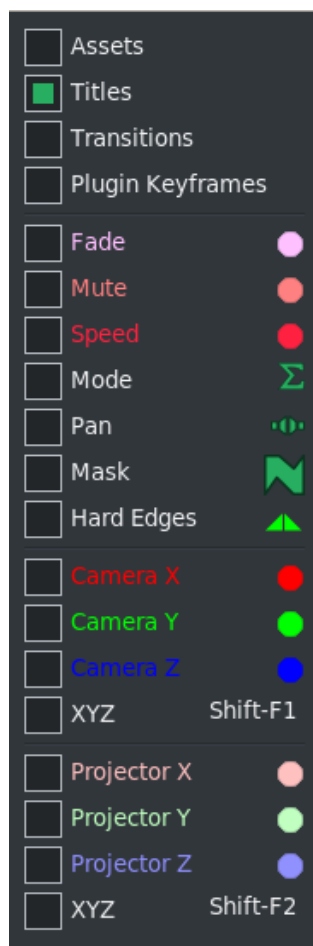 Assets
Titles
Transitions
Plugin Keyframes
Fade
Mute
Speed
Mode Σ
Pan
Mask
Hard Edges
Camera X
Camera Y
Camera Z
XYZ Shift-F1
Projector X
Projector Y
Projector Z
XYZ Shift-F2